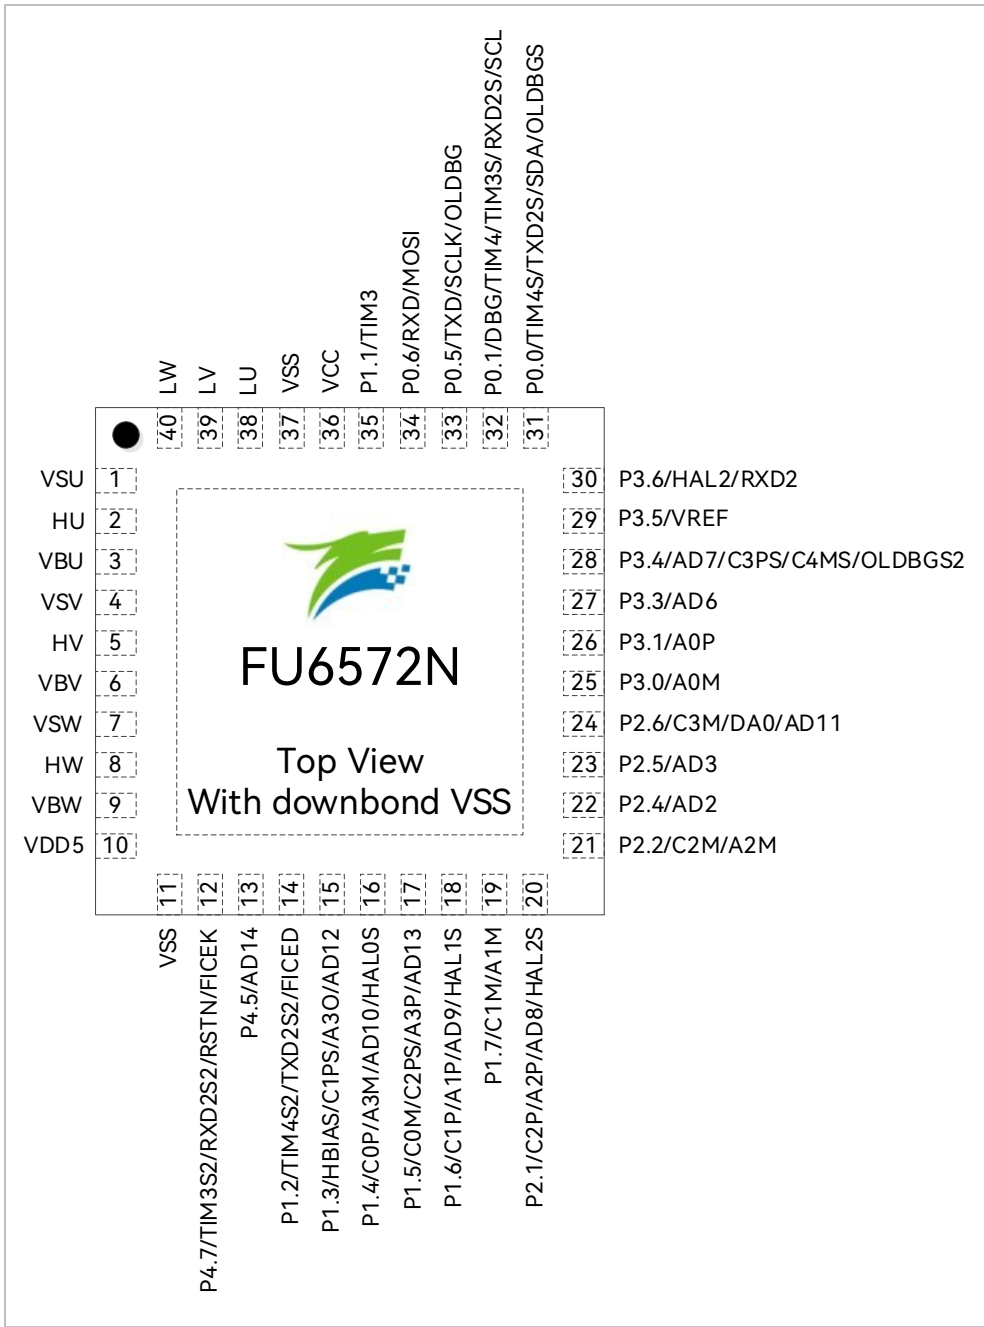 LW
LV
LU
VSS
VCC
P1.1/TIM3
P0.6/RXD/MOSI
P0.5/TXD/SCLK/OLDBG
P0.1/DBG/TIM4/TIM3S/RXD2S/SCL
P0.0/TIM4S/TXD2S/SDA/OLDBGS
40
39
38
37
36
35
34
33
32
31
VSU 1
HU 2
VBU 3
VSV 4
HV 5
VBV 6
VSW 7
HW 8
VBW 9
VDD5 10
FU6572N
Top View
With downbond VSS
30 P3.6/HAL2/RXD2
29 P3.5/VREF
28 P3.4/AD7/C3PS/C4MS/OLDBGS2
27 P3.3/AD6
26 P3.1/A0P
25 P3.0/A0M
24 P2.6/C3M/DA0/AD11
23 P2.5/AD3
22 P2.4/AD2
21 P2.2/C2M/A2M
11
12
13
14
15
16
17
18
19
20
VSS
P4.7/TIM3S2/RXD2S2/RSTN/FICEK
P4.5/AD14
P1.2/TIM4S2/TXD2S2/FICED
P1.3/HBIAS/C1PS/A3O/AD12
P1.4/C0P/A3M/AD10/HAL0S
P1.5/C0M/C2PS/A3P/AD13
P1.6/C1P/A1P/AD9/HAL1S
P1.7/C1M/A1M
P2.1/C2P/A2P/AD8/HAL2S